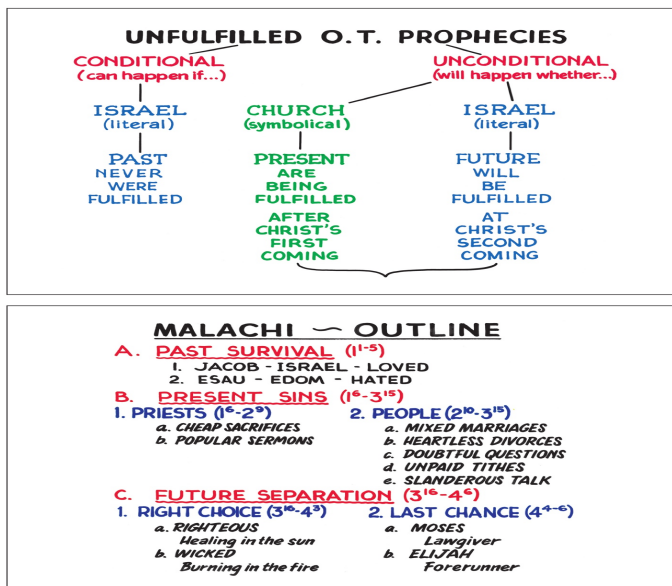 UNFULFILLED O.T. PROPHECIES
CONDITIONAL
(can happen if...)
UNCONDITIONAL
(will happen whether...)
ISRAEL
(literal)
PAST
NEVER
WERE
FULFILLED
CHURCH
(symbolical)
PRESENT
ARE
BEING
FULFILLED
AFTER
CHRIST'S
FIRST
COMING
ISRAEL
(literal)
FUTURE
WILL
BE
FULFILLED
AT
CHRIST'S
SECOND
COMING
MALACHI ~ OUTLINE
A. PAST SURVIVAL (1¹⁻⁵)
1. JACOB - ISRAEL - LOVED
2. ESAU - EDOM - HATED
B. PRESENT SINS (1⁶-3¹⁵)
1. PRIESTS (1⁶-2⁹)
a. CHEAP SACRIFICES
b. POPULAR SERMONS
2. PEOPLE (2¹⁰-3¹⁵)
a. MIXED MARRIAGES
b. HEARTLESS DIVORCES
c. DOUBTFUL QUESTIONS
d. UNPAID TITHES
e. SLANDEROUS TALK
C. FUTURE SEPARATION (3¹⁶-4⁶)
1. RIGHT CHOICE (3¹⁶-4³)
a. RIGHTEOUS
Healing in the sun
b. WICKED
Burning in the fire
2. LAST CHANCE (4⁴⁻⁶)
a. MOSES
Lawgiver
b. ELIJAH
Forerunner